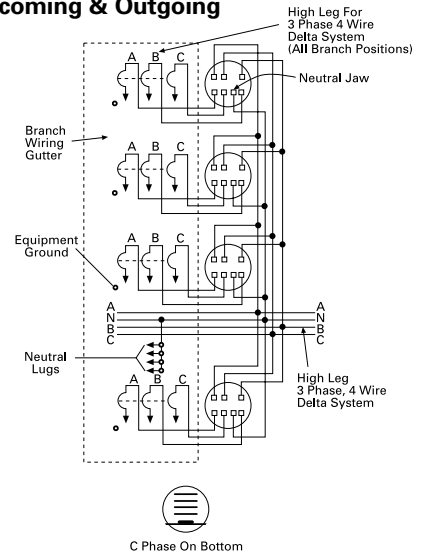 coming & Outgoing
High Leg For
3 Phase 4 Wire
Delta System
(All Branch Positions)
A B C
Neutral Jaw
Branch
Wiring
Gutter
A B C
Equipment
Ground
A B C
A
N
B
C
A
N
B
C
Neutral
Lugs
A B C
High Leg
3 Phase, 4 Wire
Delta System
C Phase On Bottom